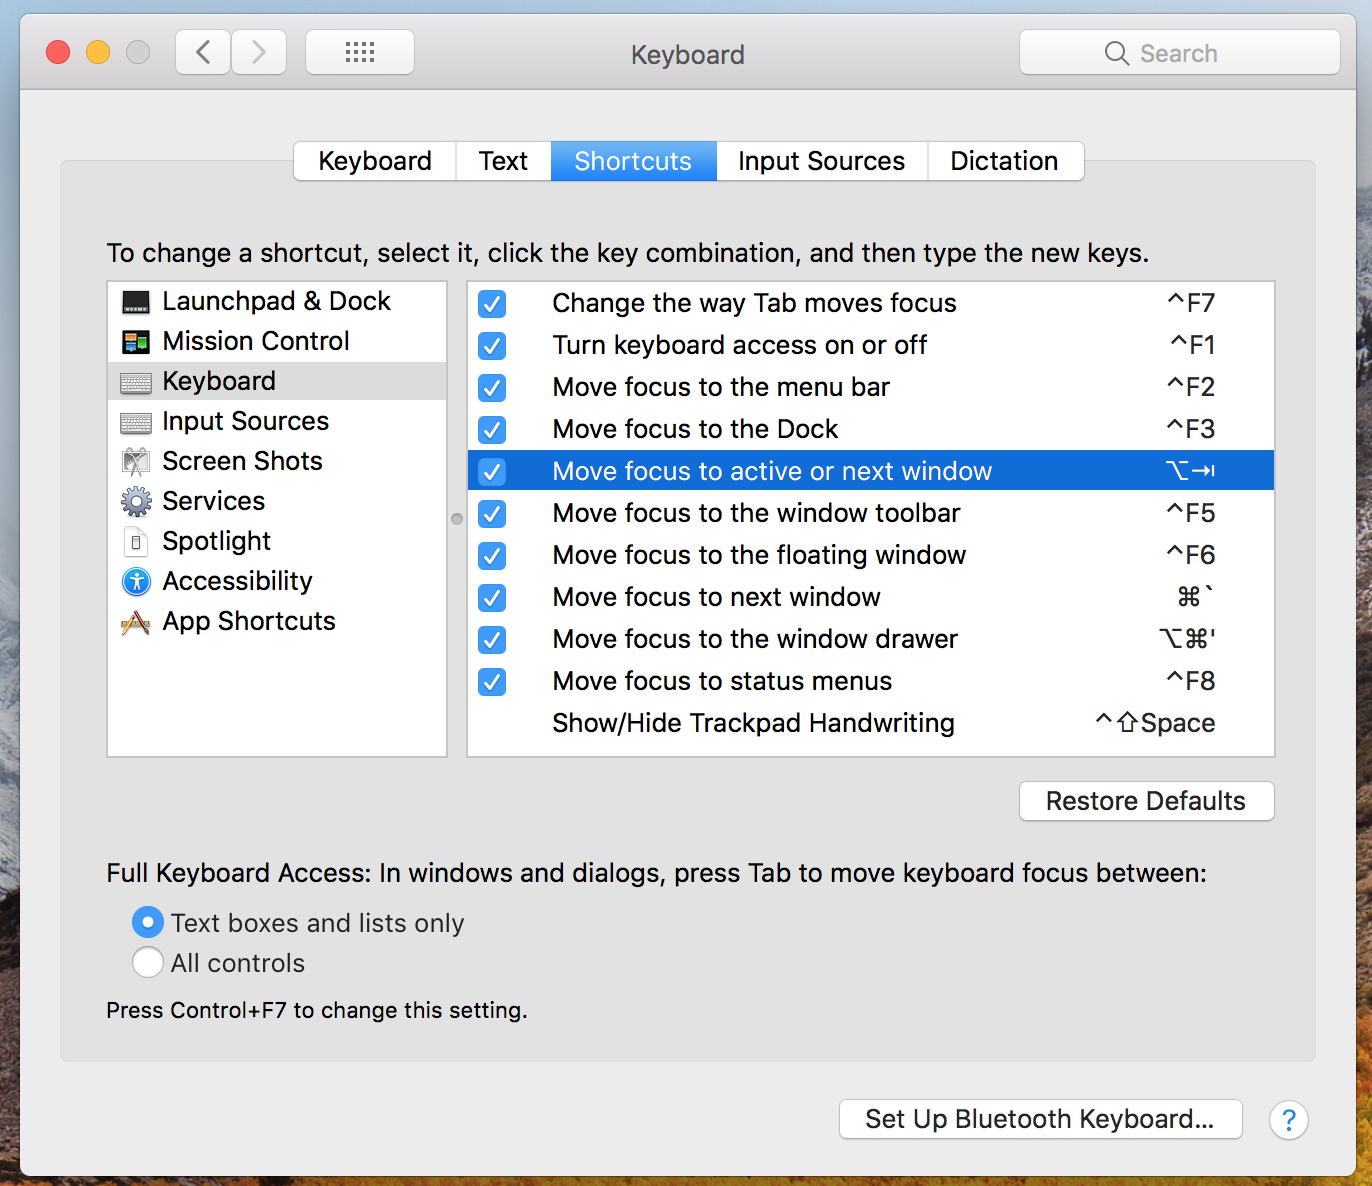 Keyboard
Search
Keyboard Text Shortcuts Input Sources Dictation
To change a shortcut, select it, click the key combination, and then type the new keys.
Launchpad & Dock
Mission Control
Keyboard
Input Sources
Screen Shots
Services
Spotlight
Accessibility
App Shortcuts
Change the way Tab moves focus ^F7
Turn keyboard access on or off ^F1
Move focus to the menu bar ^F2
Move focus to the Dock ^F3
Move focus to active or next window ⌥⇥
Move focus to the window toolbar ^F5
Move focus to the floating window ^F6
Move focus to next window ⌘`
Move focus to the window drawer ⌥⌘'
Move focus to status menus ^F8
Show/Hide Trackpad Handwriting ^⇧Space
Restore Defaults
Full Keyboard Access: In windows and dialogs, press Tab to move keyboard focus between:
Text boxes and lists only
All controls
Press Control+F7 to change this setting.
Set Up Bluetooth Keyboard... ?